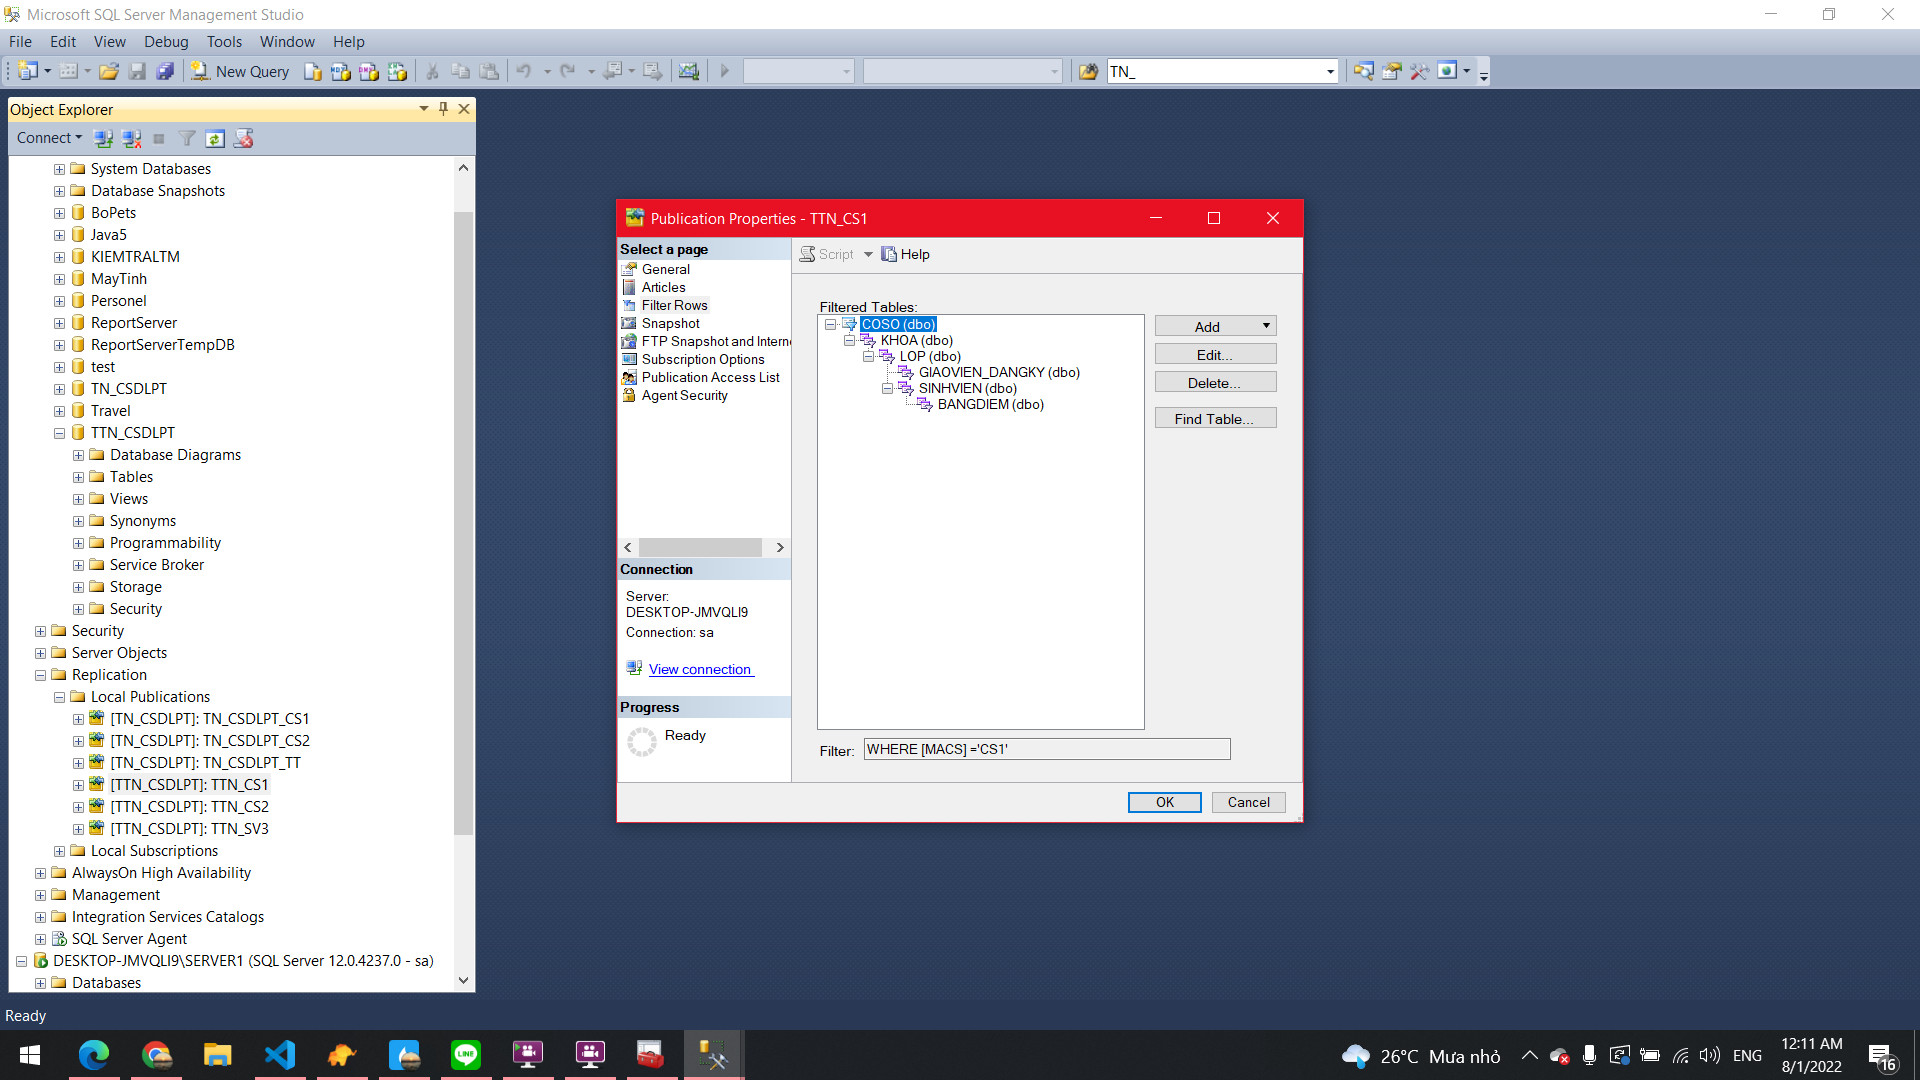 Microsoft SQL Server Management Studio
File Edit View Debug Tools Window Help
New Query
TN_
Object Explorer
Connect
System Databases
Database Snapshots
BoPets
Java5
KIEMTRALTM
MayTinh
Personel
ReportServer
ReportServerTempDB
test
TN_CSDLPT
Travel
TTN_CSDLPT
Database Diagrams
Tables
Views
Synonyms
Programmability
Service Broker
Storage
Security
Security
Server Objects
Replication
Local Publications
[TN_CSDLPT]: TN_CSDLPT_CS1
[TN_CSDLPT]: TN_CSDLPT_CS2
[TN_CSDLPT]: TN_CSDLPT_TT
[TTN_CSDLPT]: TTN_CS1
[TTN_CSDLPT]: TTN_CS2
[TTN_CSDLPT]: TTN_SV3
Local Subscriptions
AlwaysOn High Availability
Management
Integration Services Catalogs
SQL Server Agent
DESKTOP-JMVQLI9\SERVER1 (SQL Server 12.0.4237.0 - sa)
Databases
Ready
Publication Properties - TTN_CS1
Select a page
General
Articles
Filter Rows
Snapshot
FTP Snapshot and Intern
Subscription Options
Publication Access List
Agent Security
Connection
Server:
DESKTOP-JMVQLI9
Connection: sa
View connection
Progress
Ready
Script Help
Filtered Tables:
COSO (dbo)
KHOA (dbo)
LOP (dbo)
GIAOVIEN_DANGKY (dbo)
SINHVIEN (dbo)
BANGDIEM (dbo)
Add
Edit...
Delete...
Find Table...
Filter: WHERE [MACS] ='CS1'
OK Cancel
LINE
26°C Mưa nhỏ
ENG
12:11 AM
8/1/2022
16